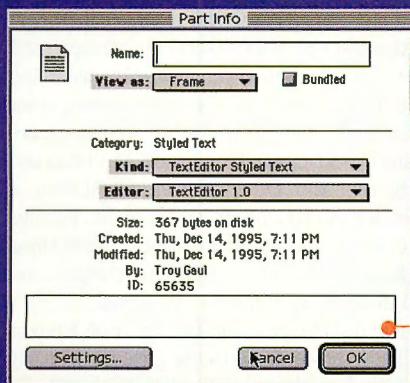 Part Info
Name:
View as: Frame
Bundled
Category: Styled Text
Kind: TextEditor Styled Text
Editor: TextEditor 1.0
Size: 367 bytes on disk
Created: Thu, Dec 14, 1995, 7:11 PM
Modified: Thu, Dec 14, 1995, 7:11 PM
By: Troy Gaul
ID: 65635
Settings... Cancel OK